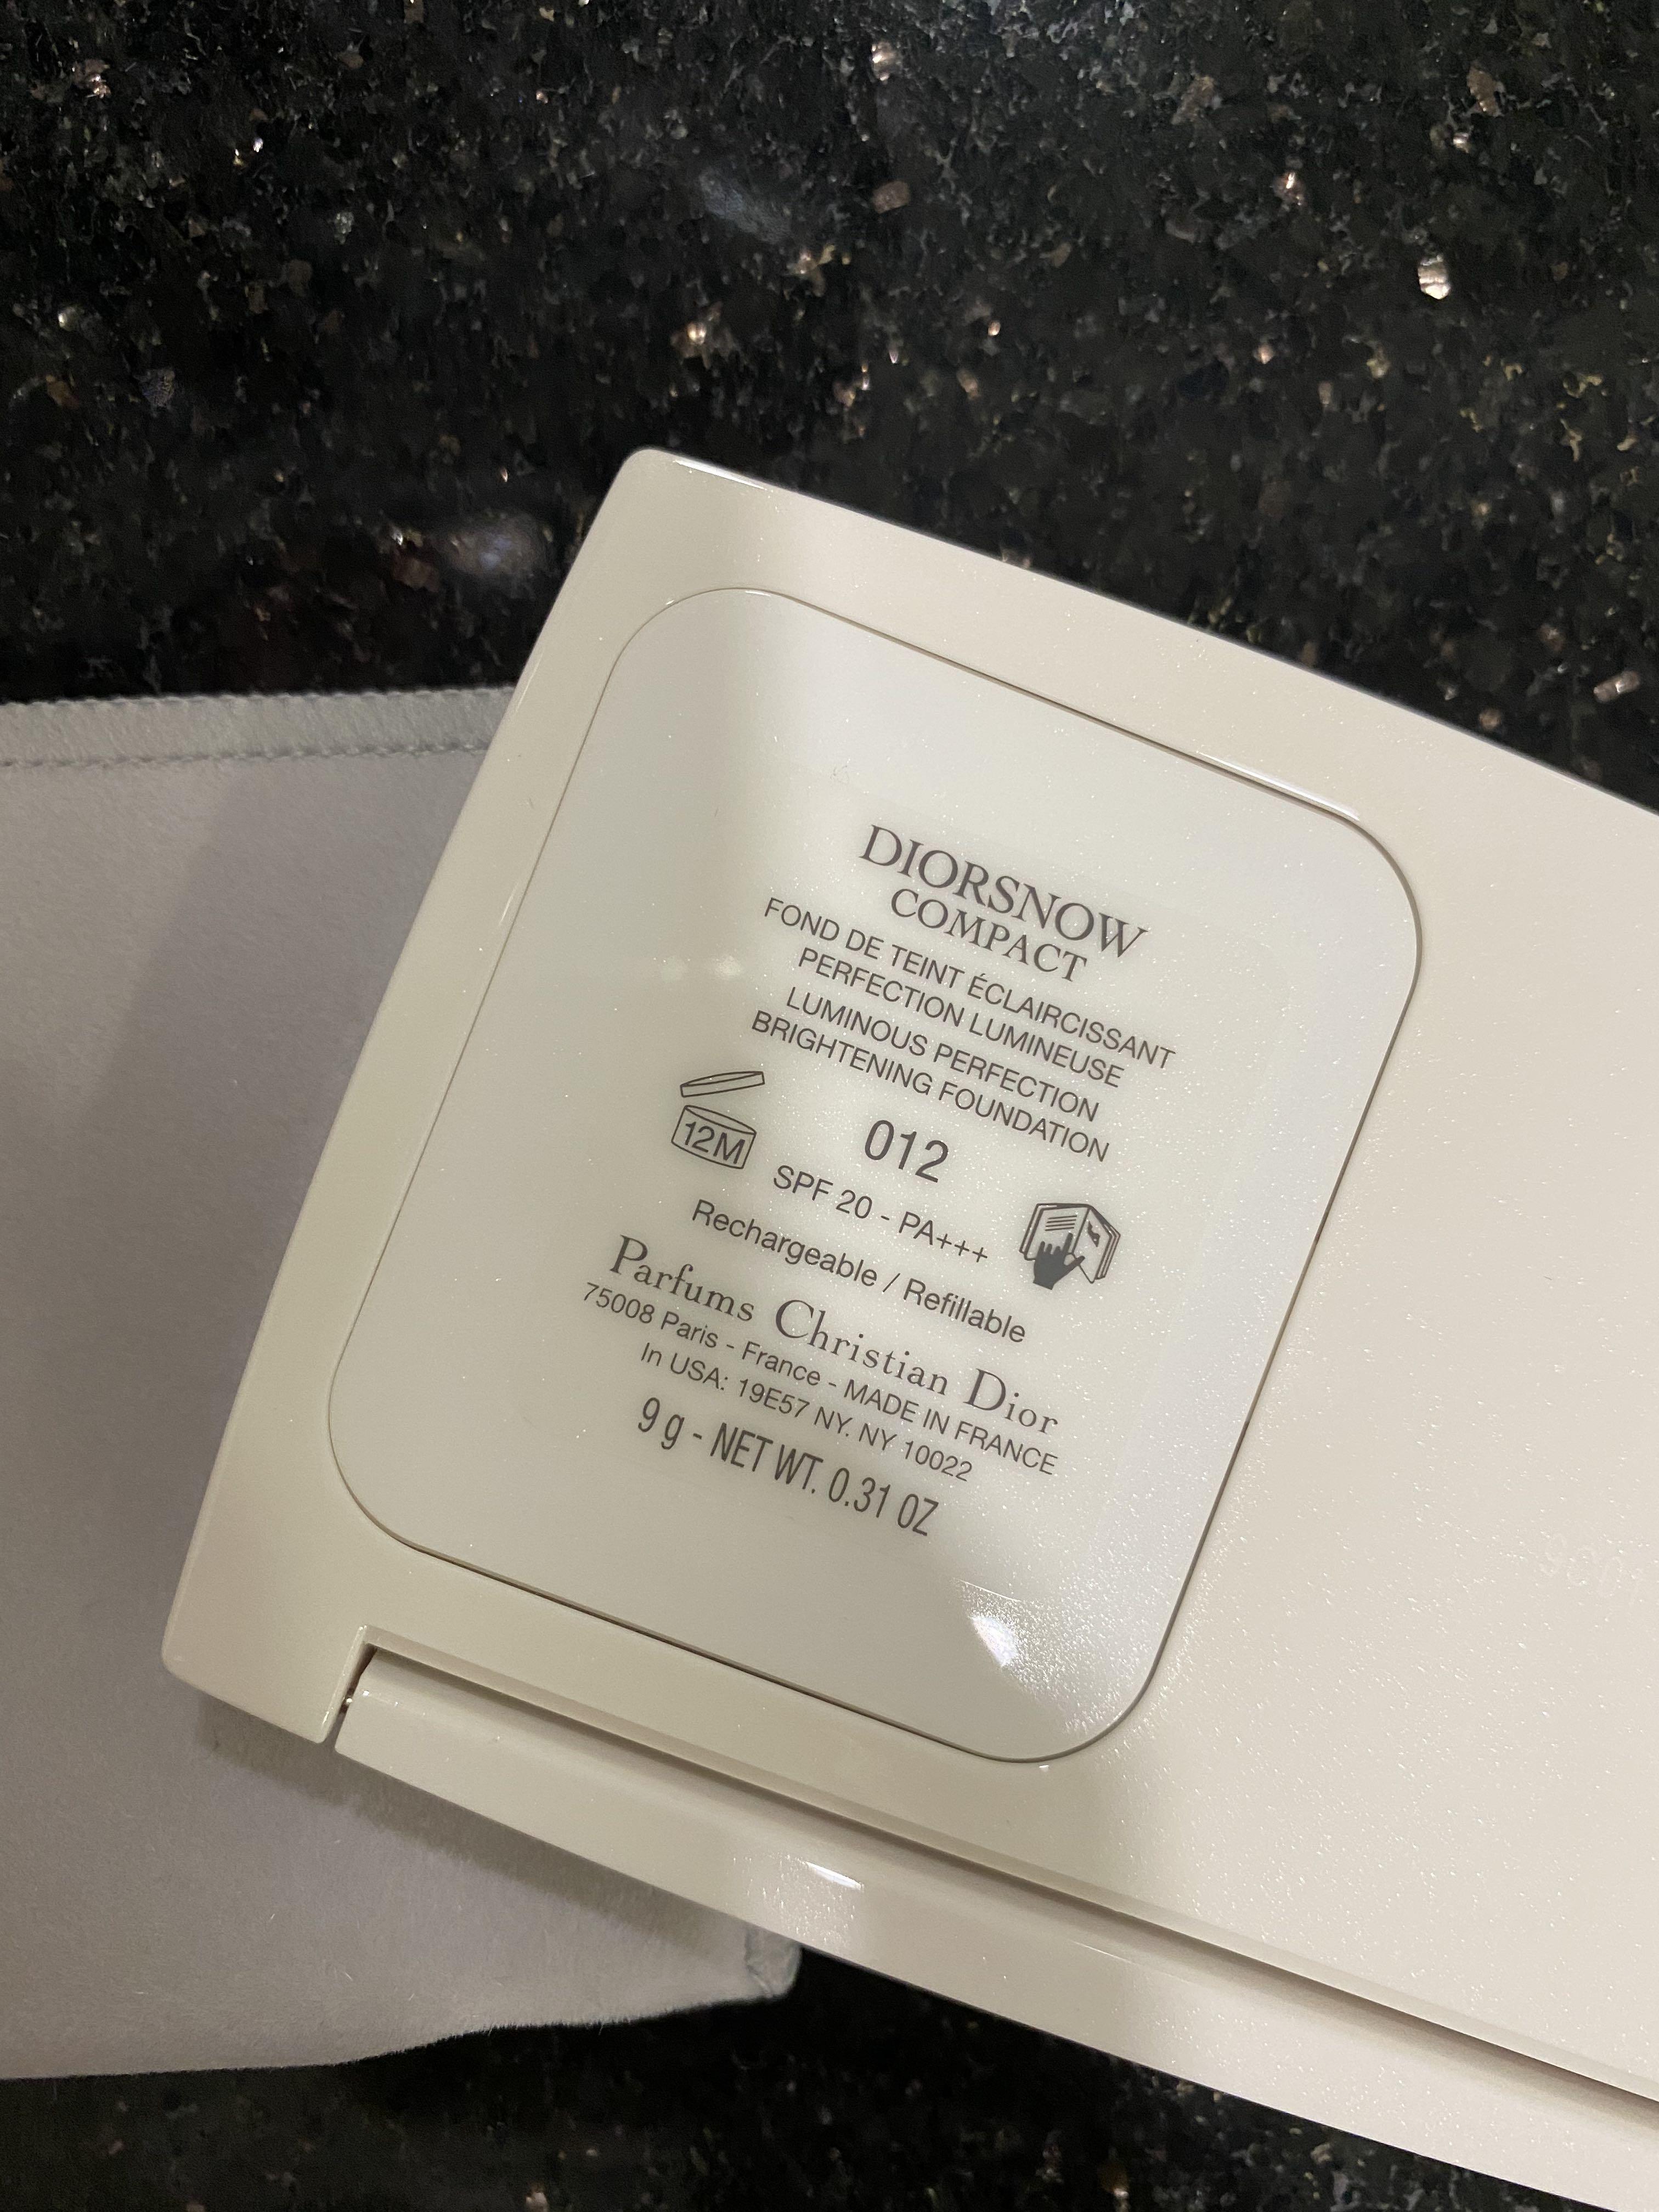 DIORSNOW
COMPACT
FOND DE TEINT ÉCLAIRCISSANT
PERFECTION LUMINEUSE
LUMINOUS PERFECTION
BRIGHTENING FOUNDATION
012
12M
SPF 20 - PA+++
Rechargeable / Refillable
Parfums Christian Dior
75008 Paris - France - MADE IN FRANCE
In USA: 19E57 NY. NY 10022
9 g - NET WT. 0.31 OZ